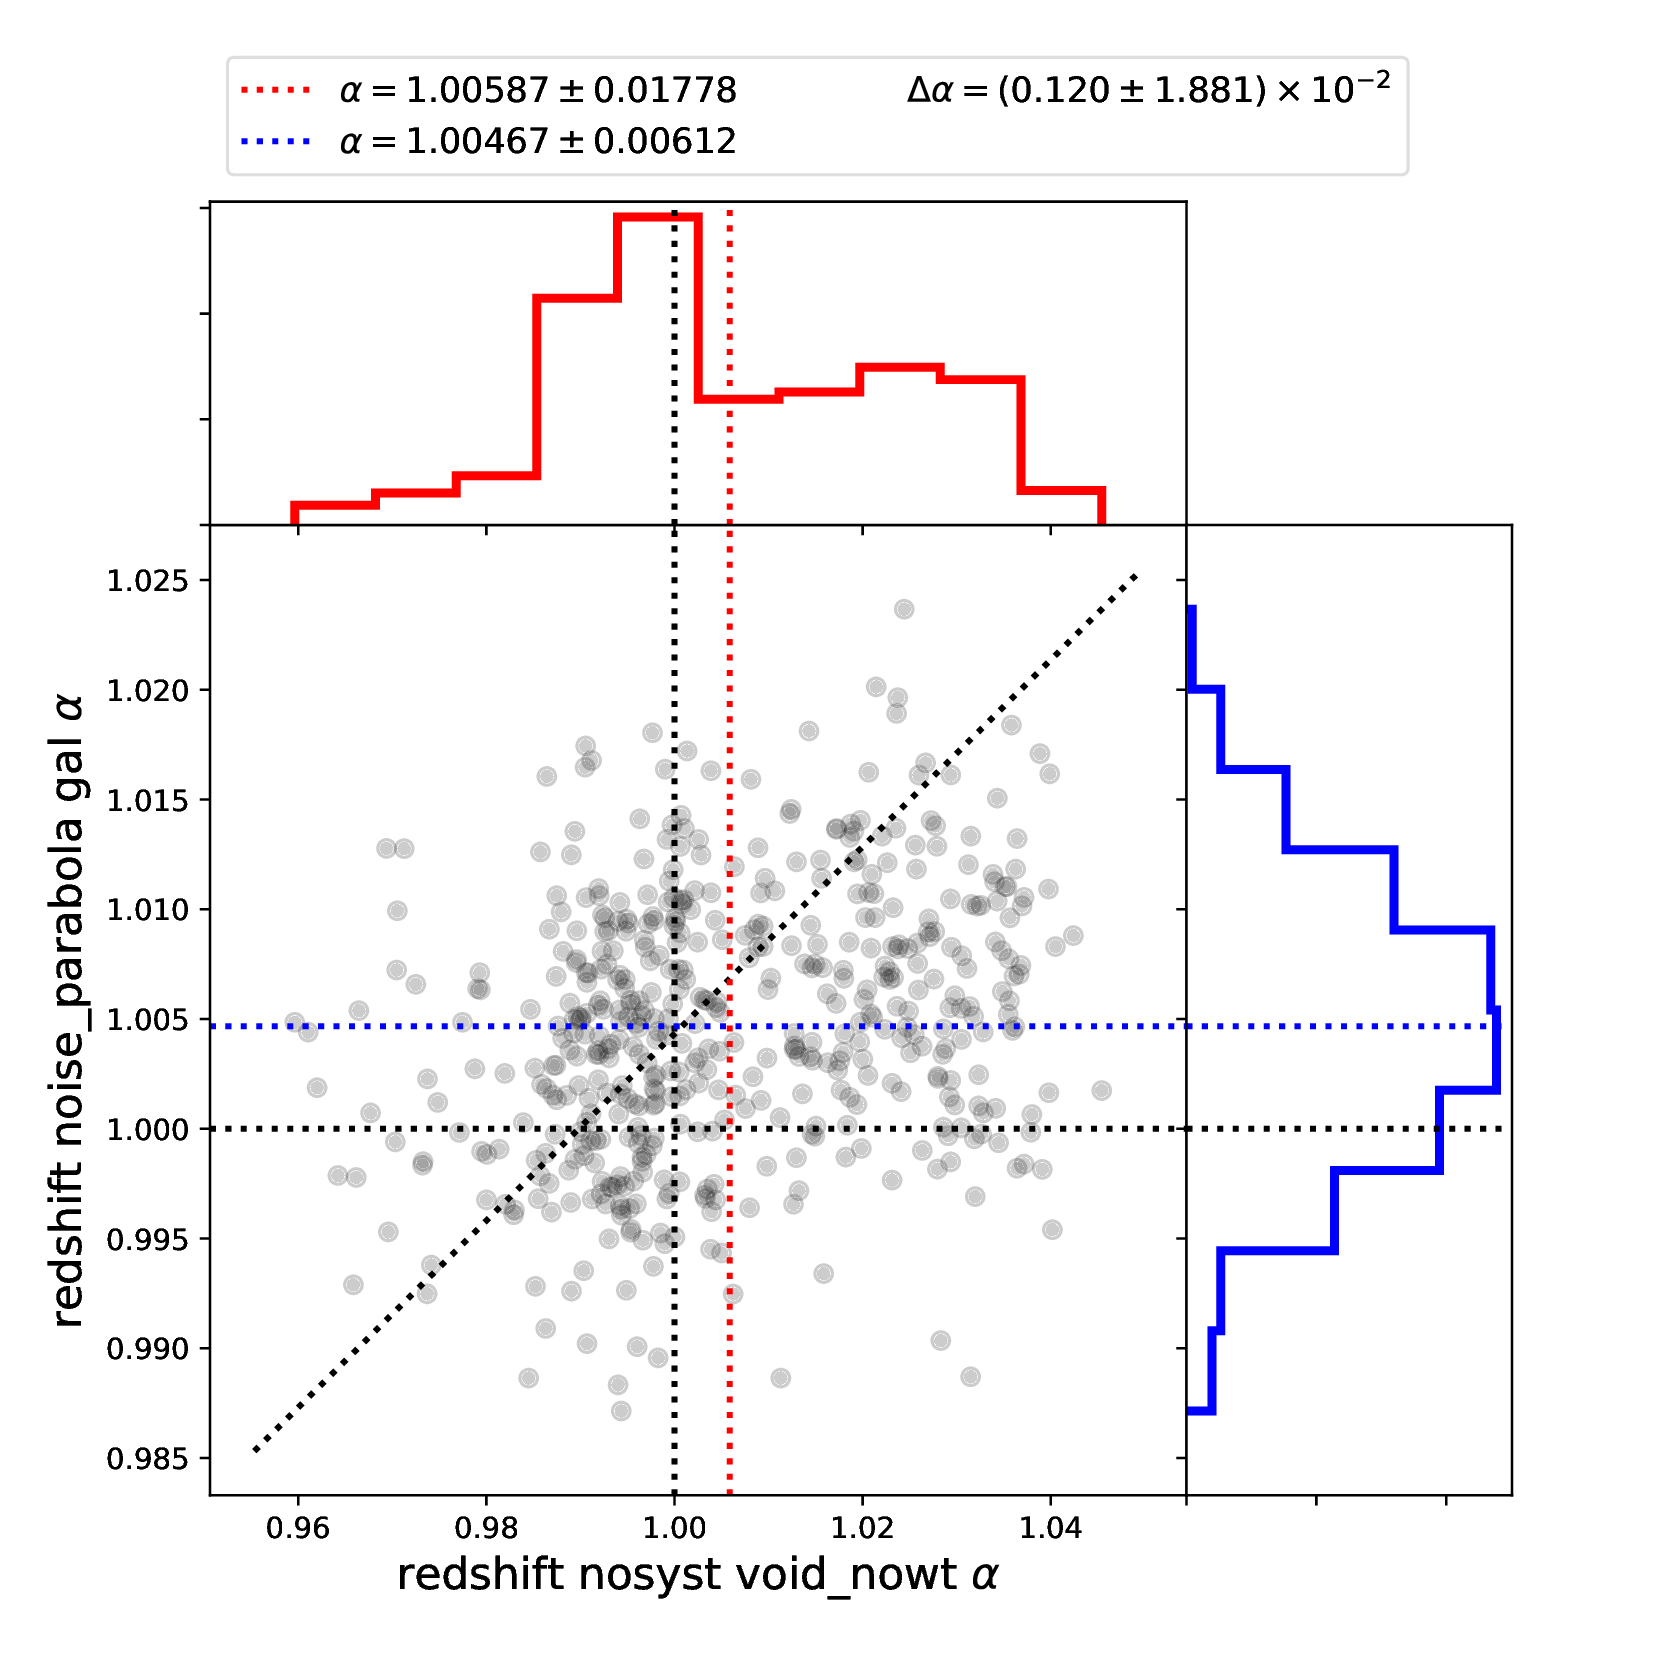 α = 1.00587 ± 0.01778
Δα = (0.120 ± 1.881) × 10⁻²
α = 1.00467 ± 0.00612
1.025
1.020
1.015
1.010
1.005
1.000
0.995
0.990
0.985
redshift noise_parabola gal α
0.96 0.98 1.00 1.02 1.04
redshift nosyst void_nowt α